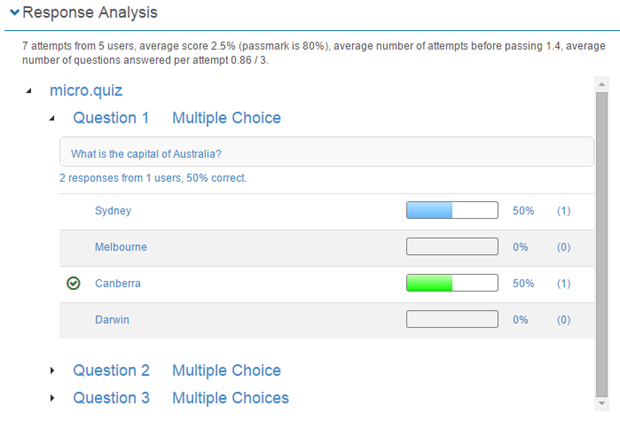 Response Analysis
7 attempts from 5 users, average score 2.5% (passmark is 80%), average number of attempts before passing 1.4, average
number of questions answered per attempt 0.86 / 3.
micro.quiz
Question 1 Multiple Choice
What is the capital of Australia?
2 responses from 1 users, 50% correct.
Sydney 50% (1)
Melbourne 0% (0)
Canberra 50% (1)
Darwin 0% (0)
Question 2 Multiple Choice
Question 3 Multiple Choices